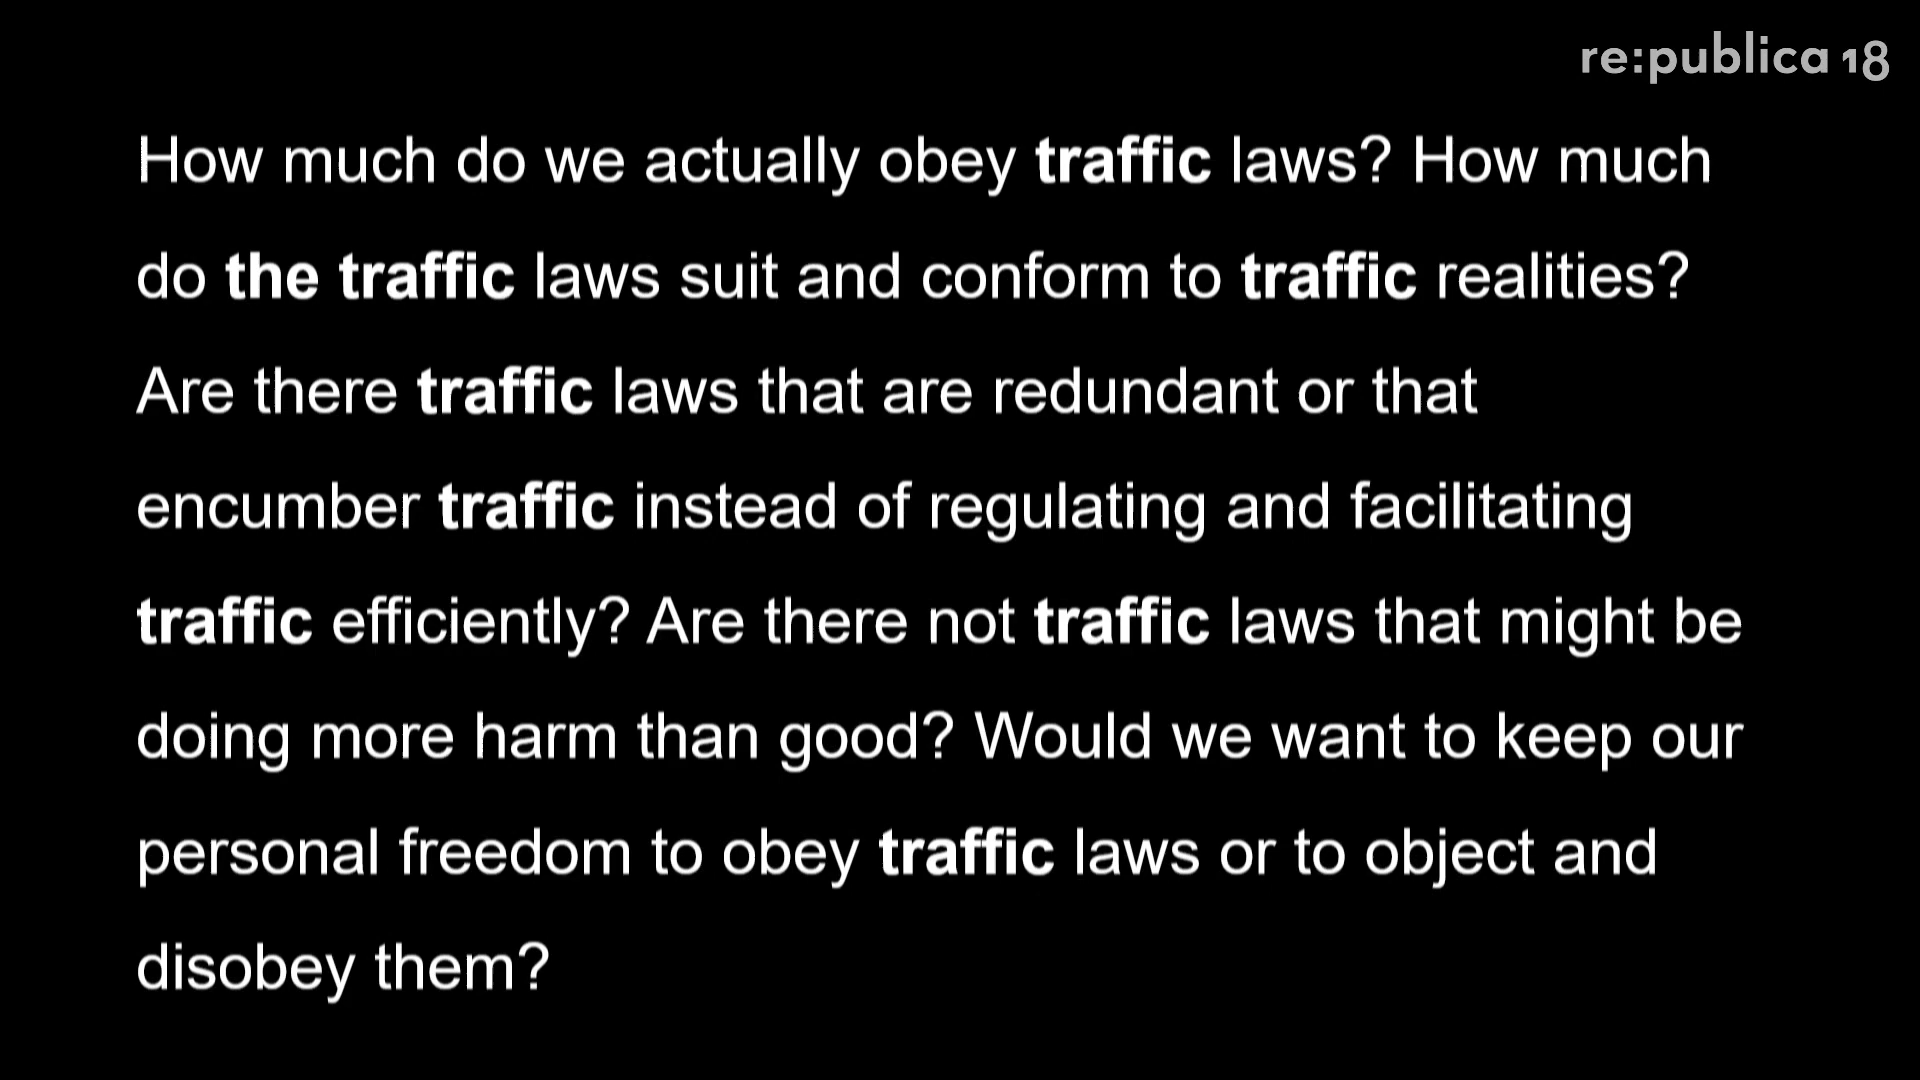 re:publica 18
How much do we actually obey traffic laws? How much
do the traffic laws suit and conform to traffic realities?
Are there traffic laws that are redundant or that
encumber traffic instead of regulating and facilitating
traffic efficiently? Are there not traffic laws that might be
doing more harm than good? Would we want to keep our
personal freedom to obey traffic laws or to object and
disobey them?